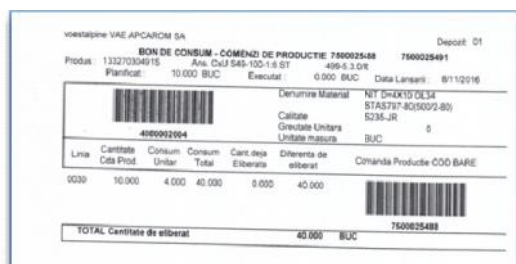 voestalpine VAE APCAROM SA
Depozit 01
BON DE CONSUM - COMENZI DE PRODUCTIE 7500025488 7500025491
Produs : 133270304915 Ans. CxU S49-100-1:6 ST 499-5.3.0/R
Planificat : 10.000 BUC Executat : 0.000 BUC Data Lansarii : 8/11/2016
Denumire Material NIT D=4X10 OL34
STAS797-80(500/2-80)
Calitate S235-JR
Greutate Unitara 0
4000002004 Unitate masura BUC
Linia Cantitate Cda Prod. Consum Unitar Consum Total Cant.deja Eliberata Diferenta de eliberat Comanda Productie COD BARE
0030 10.000 4.000 40.000 0.000 40.000
7500025488
TOTAL Cantitate de eliberat 40.000 BUC